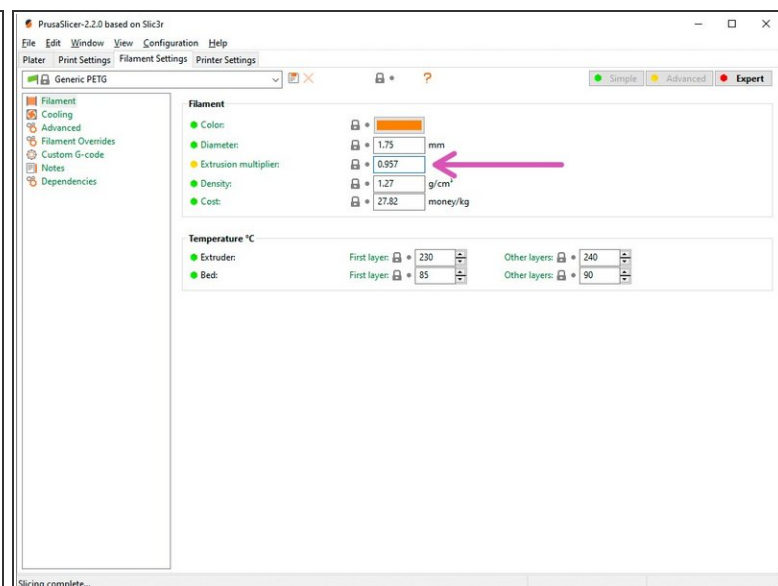 PrusaSlicer-2.2.0 based on Slic3r
File Edit Window View Configuration Help
Plater Print Settings Filament Settings Printer Settings
Generic PETG ? Simple Advanced Expert
Filament
Cooling
Advanced
Filament Overrides
Custom G-code
Notes
Dependencies
Filament
Color:
Diameter: 1.75 mm
Extrusion multiplier: 0.957
Density: 1.27 g/cm³
Cost: 27.82 money/kg
Temperature °C
Extruder: First layer: 230 Other layers: 240
Bed: First layer: 85 Other layers: 90
Slicing complete...